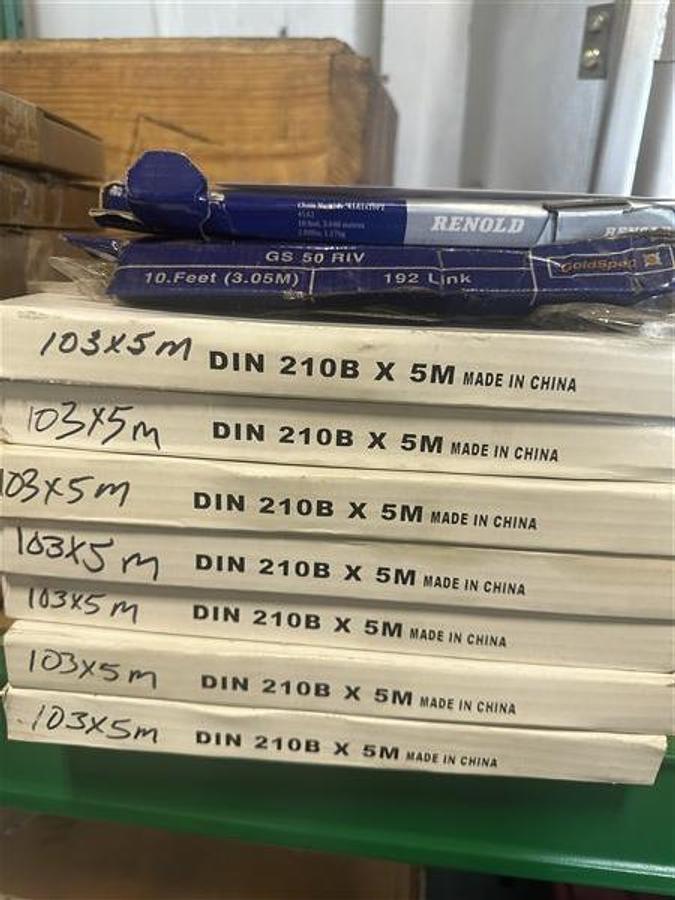 RENOLD
GS 50 RIV
10.Feet (3.05M) 192 Link
GoldSpec
103X5M DIN 210B X 5M MADE IN CHINA
103X5M DIN 210B X 5M MADE IN CHINA
103X5M DIN 210B X 5M MADE IN CHINA
103X5M DIN 210B X 5M MADE IN CHINA
103X5M DIN 210B X 5M MADE IN CHINA
103X5M DIN 210B X 5M MADE IN CHINA
103X5M DIN 210B X 5M MADE IN CHINA